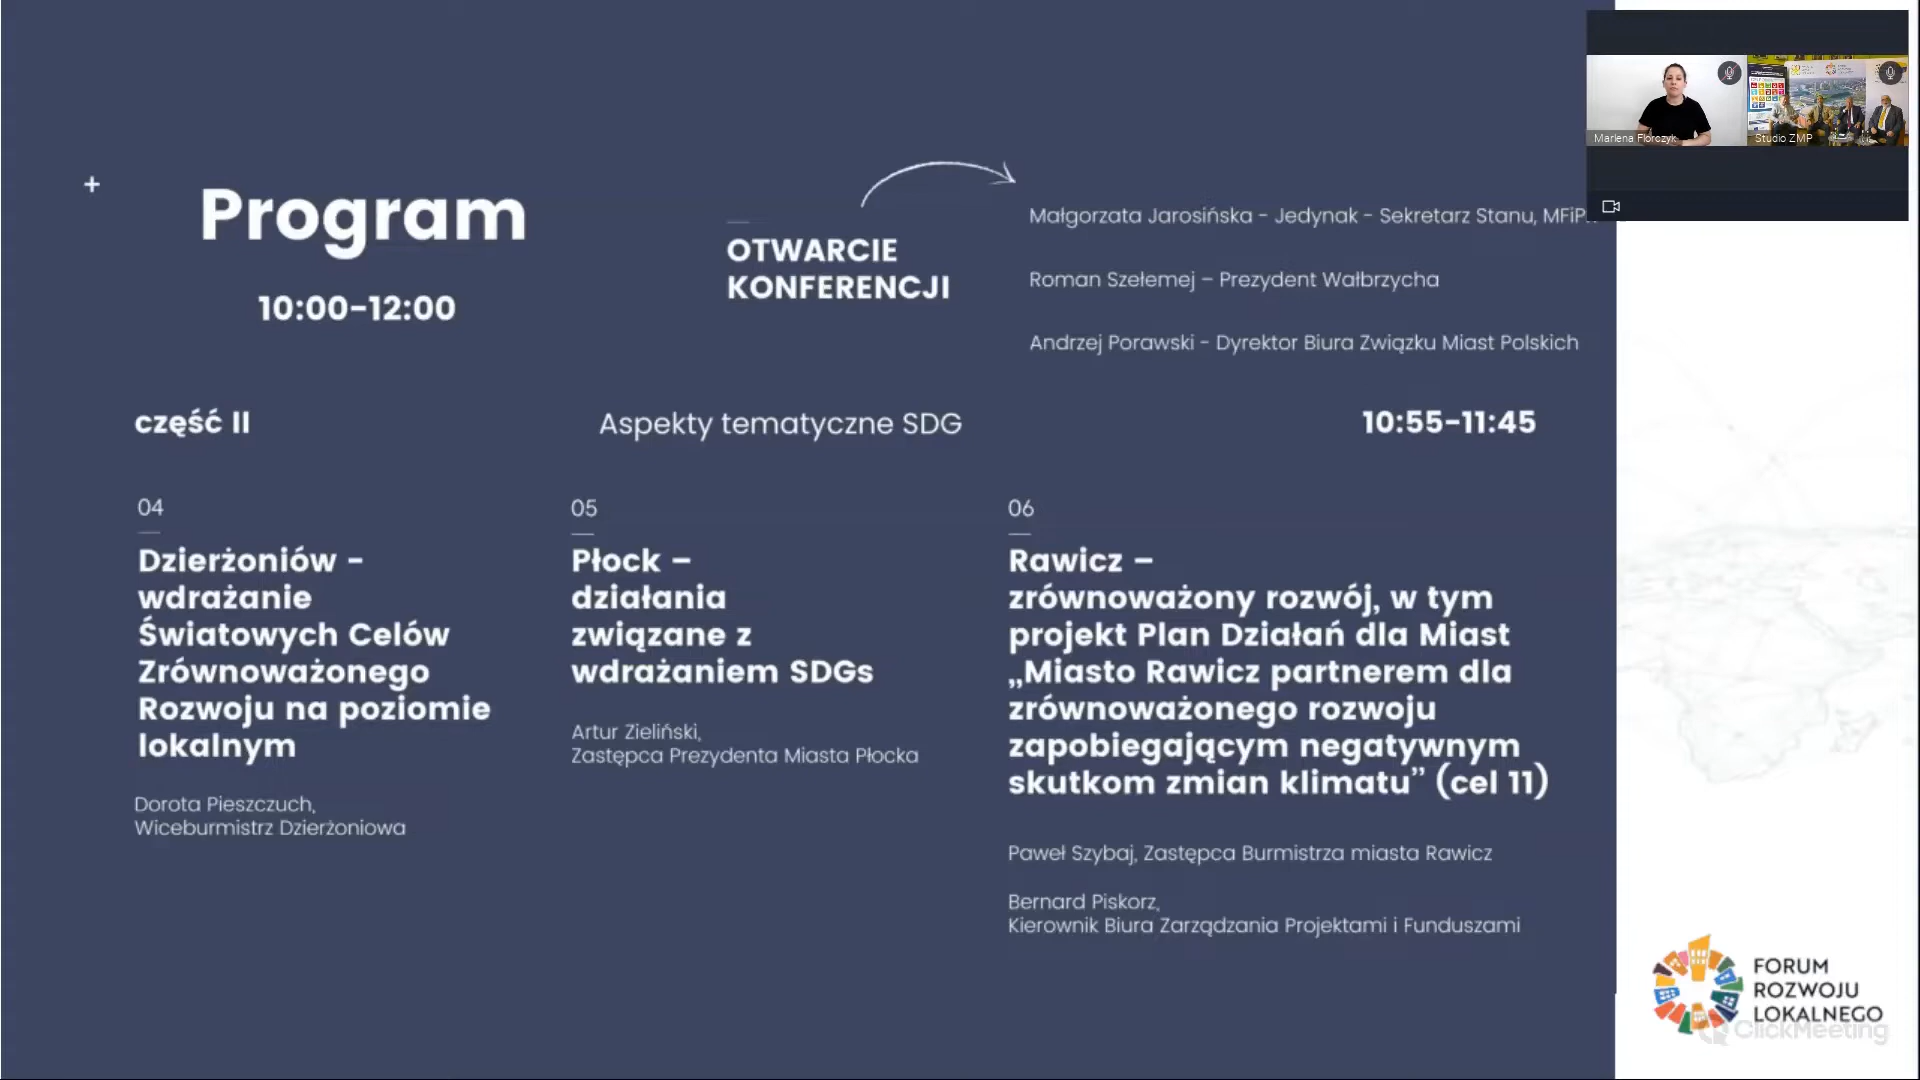 Program
10:00-12:00
OTWARCIE
KONFERENCJI
Małgorzata Jarosińska - Jedynak - Sekretarz Stanu, MFiP
Roman Szełemej – Prezydent Wałbrzycha
Andrzej Porawski - Dyrektor Biura Związku Miast Polskich
część II
Aspekty tematyczne SDG
10:55-11:45
04
Dzierżoniów -
wdrażanie
Światowych Celów
Zrównoważonego
Rozwoju na poziomie
lokalnym
Dorota Pieszczuch,
Wiceburmistrz Dzierżoniowa
05
Płock –
działania
związane z
wdrażaniem SDGs
Artur Zieliński,
Zastępca Prezydenta Miasta Płocka
06
Rawicz –
zrównoważony rozwój, w tym
projekt Plan Działań dla Miast
„Miasto Rawicz partnerem dla
zrównoważonego rozwoju
zapobiegającym negatywnym
skutkom zmian klimatu” (cel 11)
Paweł Szybaj, Zastępca Burmistrza miasta Rawicz
Bernard Piskorz,
Kierownik Biura Zarządzania Projektami i Funduszami
Marlena Florczyk
Studio ZMP
FORUM
ROZWOJU
LOKALNEGO
ClickMeeting